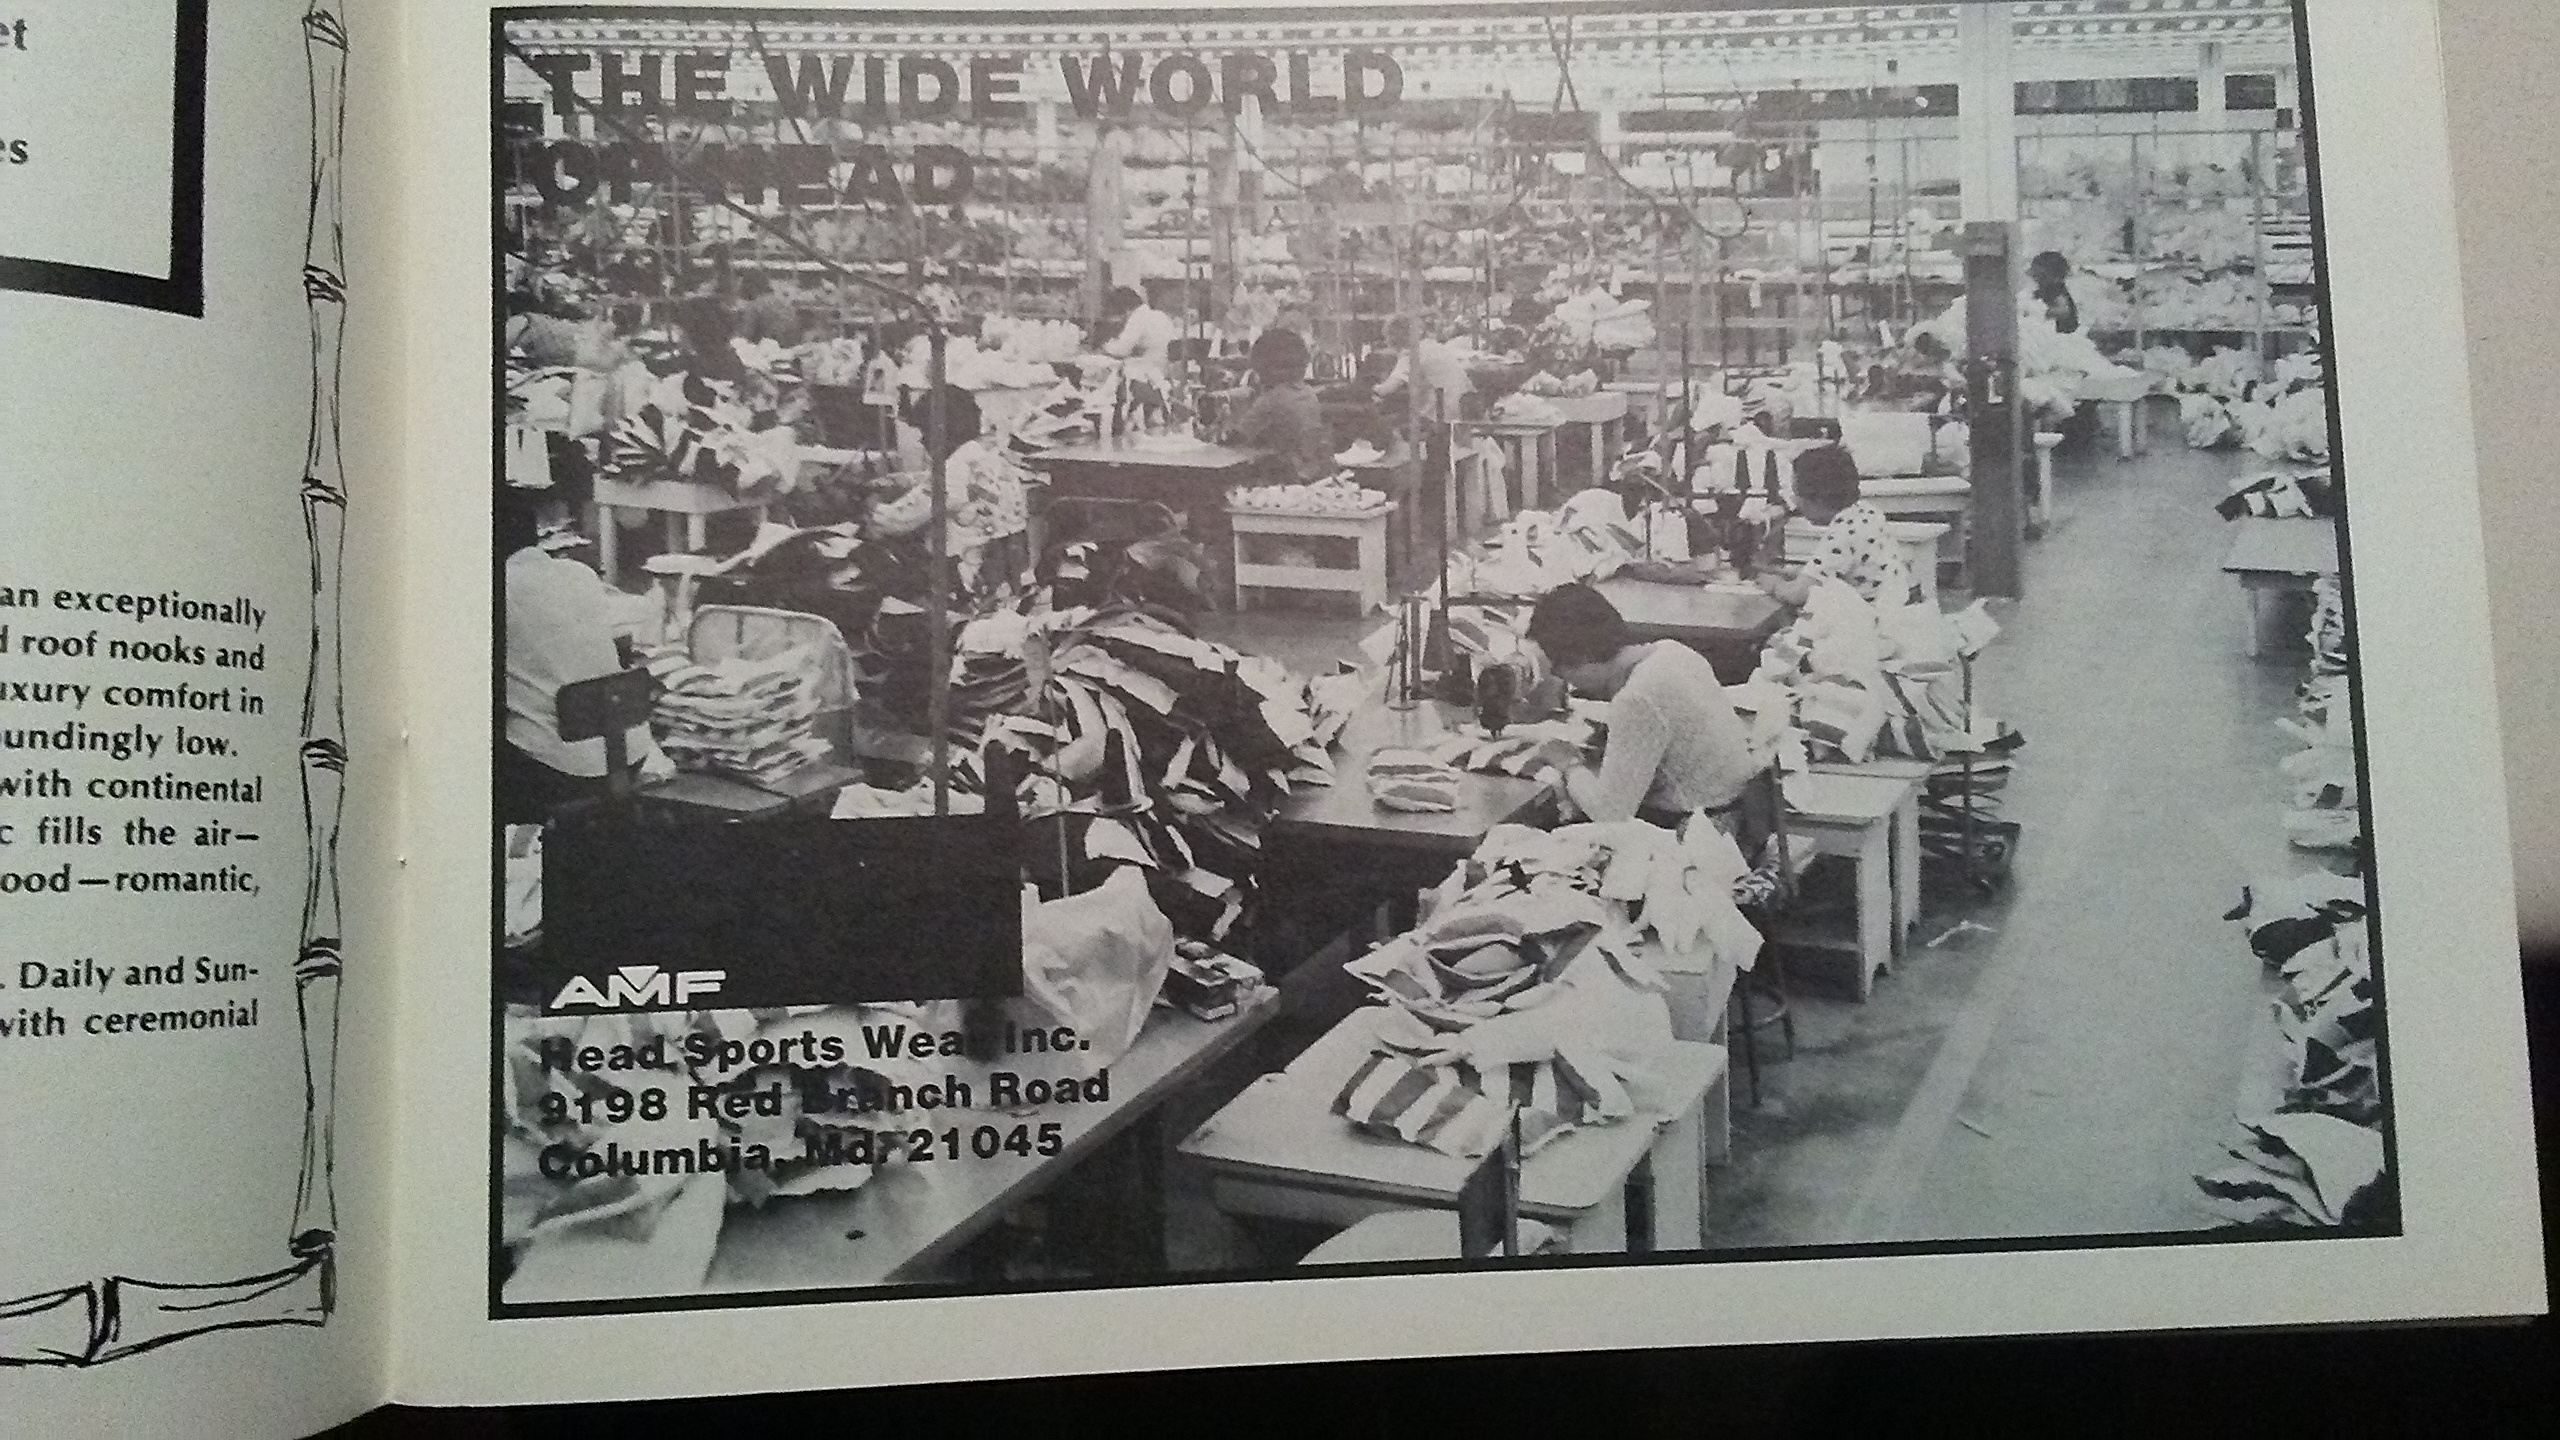 et
es
an exceptionally
d roof nooks and
uxury comfort in
oundingly low.
with continental
c fills the air—
ood—romantic,
. Daily and Sun-
with ceremonial
THE WIDE WORLD
OF HEAD
AMF
Head Sports Wear Inc.
9198 Red Branch Road
Columbia, Md. 21045